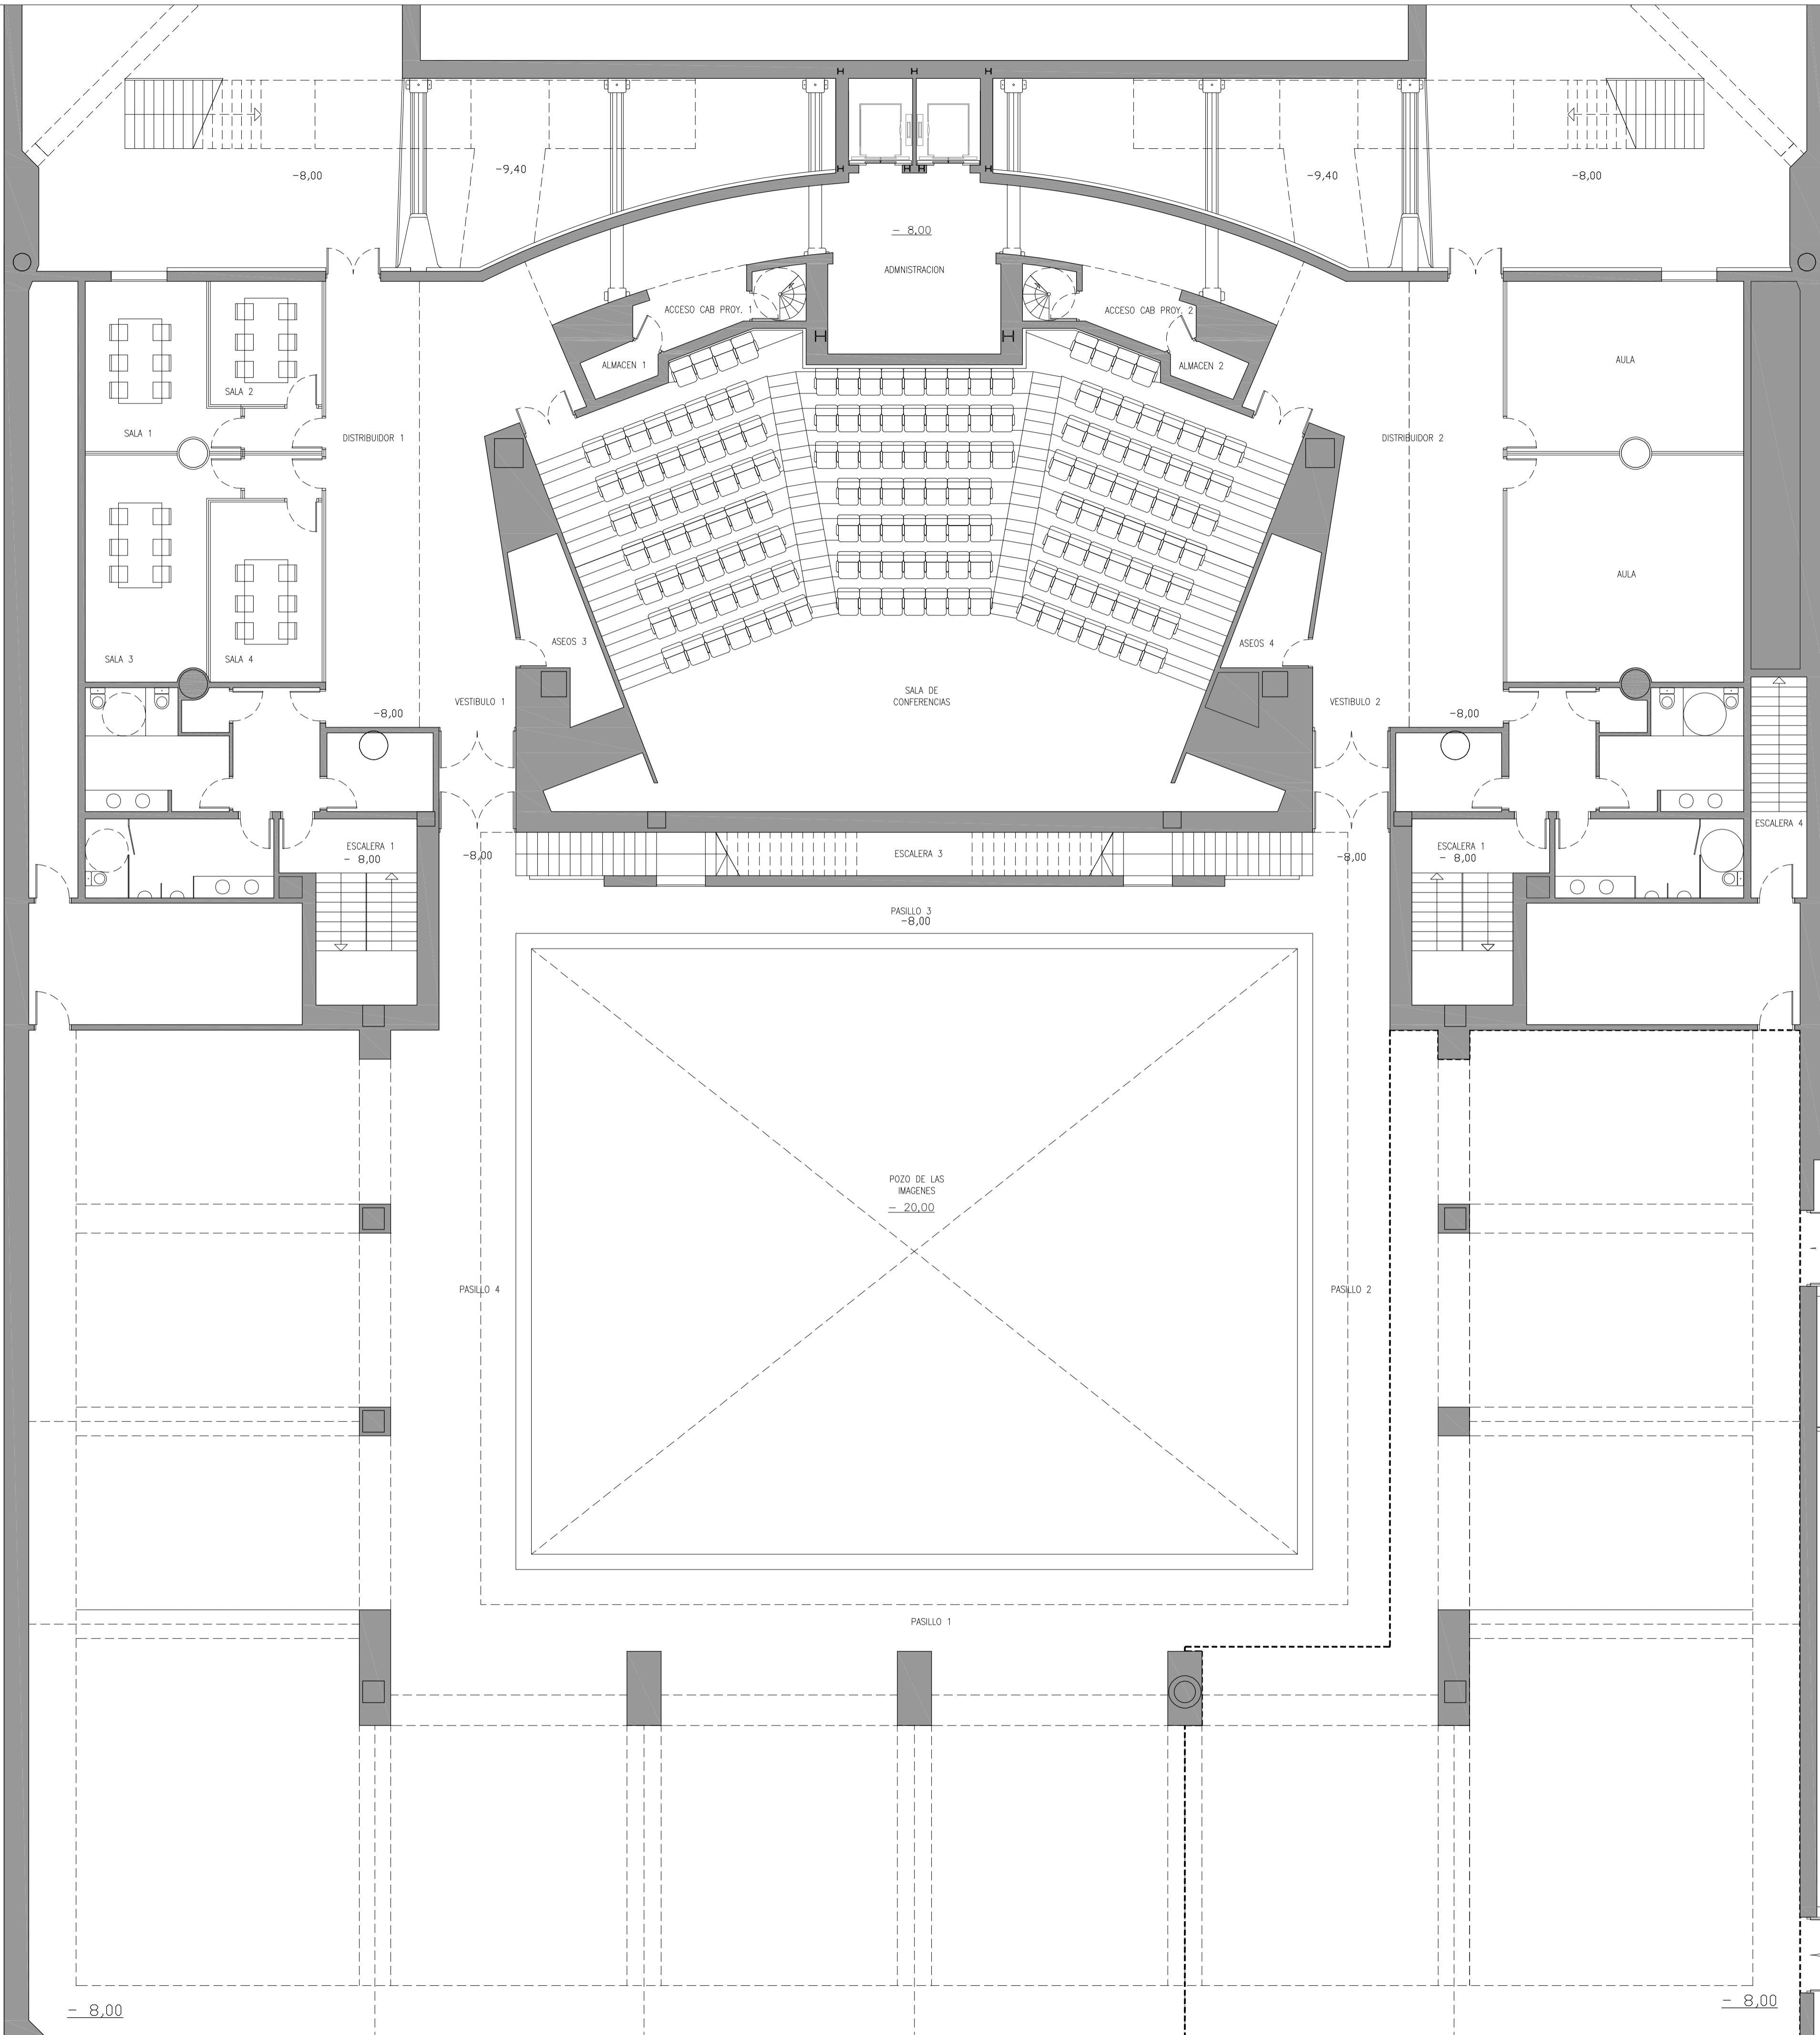 -8,00
-9,40
-9,40
-8,00
- 8,00
ADMNISTRACION
ACCESO CAB PROY. 1
ACCESO CAB PROY. 2
ALMACEN 1
ALMACEN 2
AULA
SALA 2
SALA 1
DISTRIBUIDOR 1
DISTRIBUIDOR 2
AULA
ASEOS 3
ASEOS 4
SALA 3
SALA 4
SALA DE
CONFERENCIAS
VESTIBULO 1
VESTIBULO 2
-8,00
-8,00
ESCALERA 4
ESCALERA 1
- 8,00
-8,00
ESCALERA 3
-8,00
ESCALERA 1
- 8,00
PASILLO 3
-8,00
POZO DE LAS
IMAGENES
- 20,00
PASILLO 4
PASILLO 2
PASILLO 1
- 8,00
- 8,00